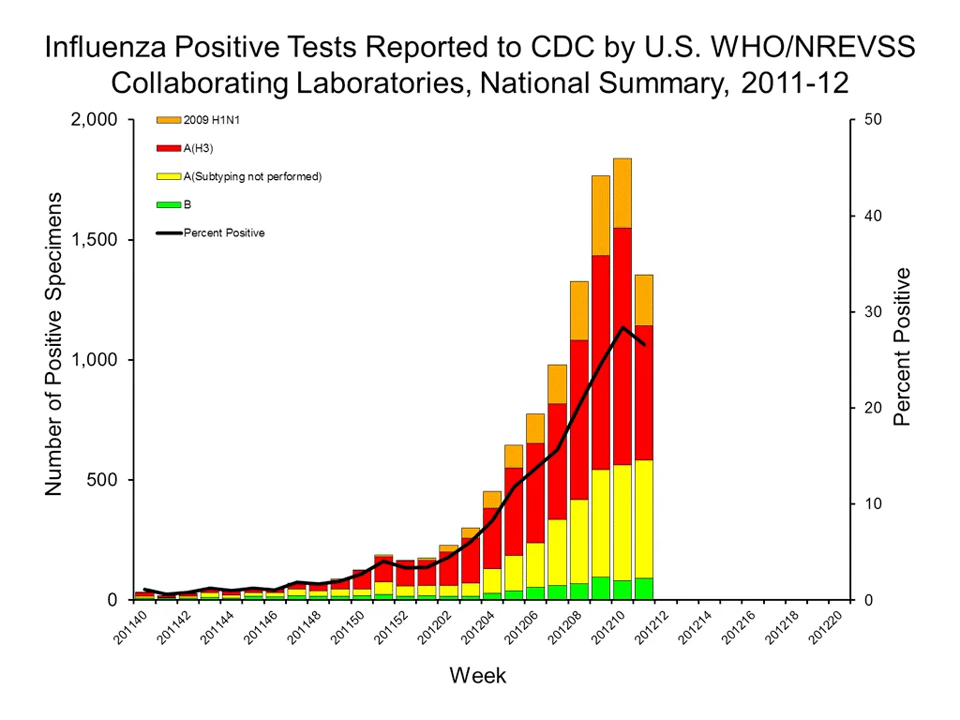 Influenza Positive Tests Reported to CDC by U.S. WHO/NREVSS
Collaborating Laboratories, National Summary, 2011-12
2,000
1,500
1,000
500
0
Number of Positive Specimens
2009 H1N1
A(H3)
A(Subtyping not performed)
B
Percent Positive
50
40
30
20
10
0
Percent Positive
201140
201142
201144
201146
201148
201150
201152
201202
201204
201206
201208
201210
201212
201214
201216
201218
201220
Week